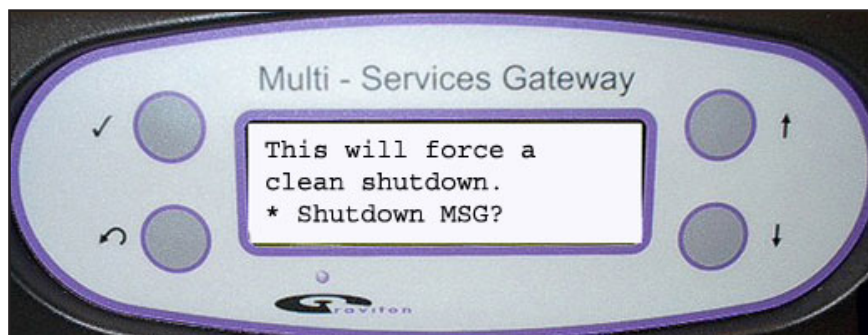 Multi - Services Gateway
This will force a
clean shutdown.
* Shutdown MSG?
Graviton